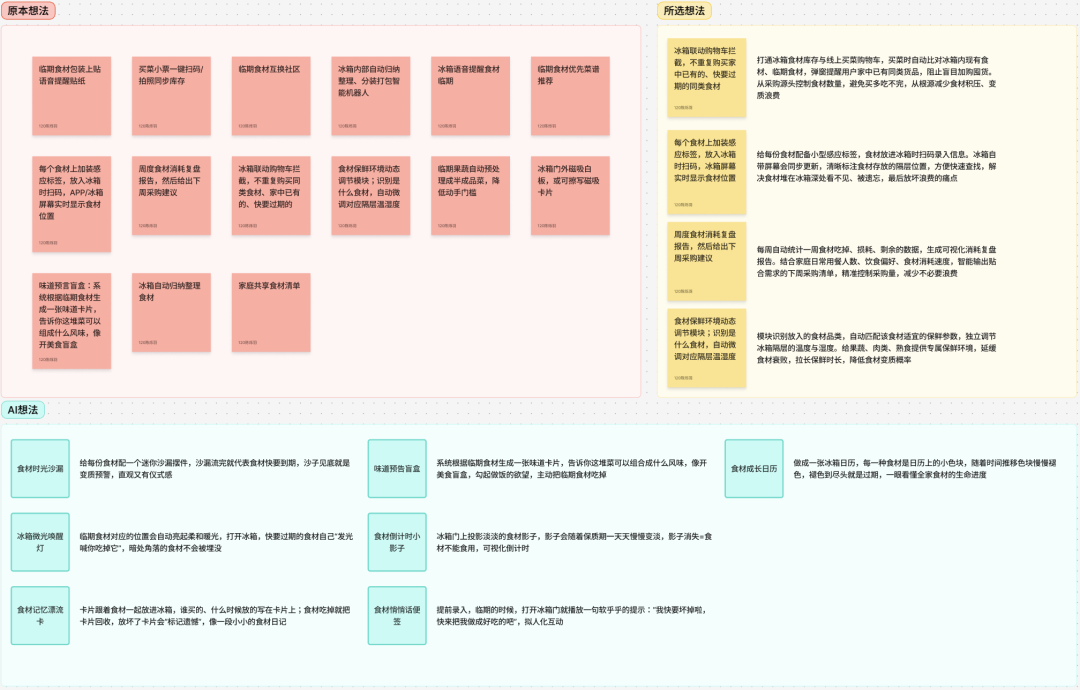 原本想法
临期食材包装上贴
语音提醒贴纸
买菜小票一键扫码/
拍照同步库存
临期食材互换社区
冰箱内部自动归纳
整理、分装打包智
能机器人
冰箱语音提醒食材
临期
临期食材优先菜谱
推荐
每个食材上加装感
应标签，放入冰箱
时扫码，APP/冰箱
屏幕实时显示食材
位置
周度食材消耗复盘
报告，然后给出下
周采购建议
冰箱联动购物车拦
截，不重复购买同
类食材、家中已有
的、快要过期的
食材保鲜环境动态
调节模块；识别是
什么食材，自动微
调对应隔层温湿度
临期果蔬自动预处
理成半成品菜，降
低动手门槛
冰箱门外磁吸白
板，或可擦写磁吸
卡片
味道预言盲盒：系
统根据临期食材生
成一张味道卡片，
告诉你这堆菜可以
组成什么风味，像
开美食盲盒
冰箱自动归纳整理
食材
家庭共享食材清单
所选想法
冰箱联动购物车拦
截，不重复购买家
中已有的、快要过
期的同类食材
打通冰箱食材库存与线上买菜购物车，买菜时自动比对冰箱内现有食
材、临期食材，弹窗提醒用户家中已有同类货品，阻止盲目加购囤货。
从采购源头控制食材数量，避免买多吃不完，从根源减少食材积压、变
质浪费
每个食材上加装感
应标签，放入冰箱
时扫码，冰箱屏幕
实时显示食材位置
给每份食材配备小型感应标签，食材放进冰箱时扫码录入信息。冰箱自
带屏幕会同步更新，清晰标注食材存放的隔层位置，方便快速查找，解
决食材堆在冰箱深处看不见、被遗忘，最后放坏浪费的痛点
周度食材消耗复盘
报告，然后给出下
周采购建议
每周自动统计一周食材吃掉、损耗、剩余的数据，生成可视化消耗复盘
报告。结合家庭日常用餐人数、饮食偏好、食材消耗速度，智能输出贴
合需求的下周采购清单，精准控制采购量，减少不必要浪费
食材保鲜环境动态
调节模块；识别是
什么食材，自动微
调对应隔层温湿度
模块识别放入的食材品类，自动匹配该食材适宜的保鲜参数，独立调节
冰箱隔层的温度与湿度。给果蔬、肉类、熟食提供专属保鲜环境，延缓
食材衰败，拉长保鲜时长，降低食材变质概率
AI想法
食材时光沙漏
给每份食材配一个迷你沙漏摆件，沙漏流完就代表食材快要到期，沙子见底就是
变质预警，直观又有仪式感
味道预告盲盒
系统根据临期食材生成一张味道卡片，告诉你这堆菜可以组合成什么风味，像开
美食盲盒，勾起做饭的欲望，主动把临期食材吃掉
食材成长日历
做成一张冰箱日历，每一种食材是日历上的小色块，随着时间推移色块慢慢褪
色，褪色到尽头就是过期，一眼看懂全家食材的生命进度
冰箱微光唤醒
灯
临期食材对应的位置会自动亮起柔和暖光，打开冰箱，快要过期的食材自己“发光
喊你吃掉它”，暗处角落的食材不会被埋没
食材倒计时小
影子
冰箱门上投影淡淡的食材影子，影子会随着保质期一天天慢慢变淡，影子消失=食
材不能食用，可视化倒计时
食材记忆漂流
卡
卡片跟着食材一起放进冰箱，谁买的、什么时候放的写在卡片上；食材吃掉就把
卡片回收，放坏了卡片会“标记遗憾”，像一段小小的食材日记
食材悄悄话便
签
提前录入，临期的时候，打开冰箱门就播放一句软乎乎的提示：“我快要坏掉啦，
快来把我做成好吃的吧”，拟人化互动